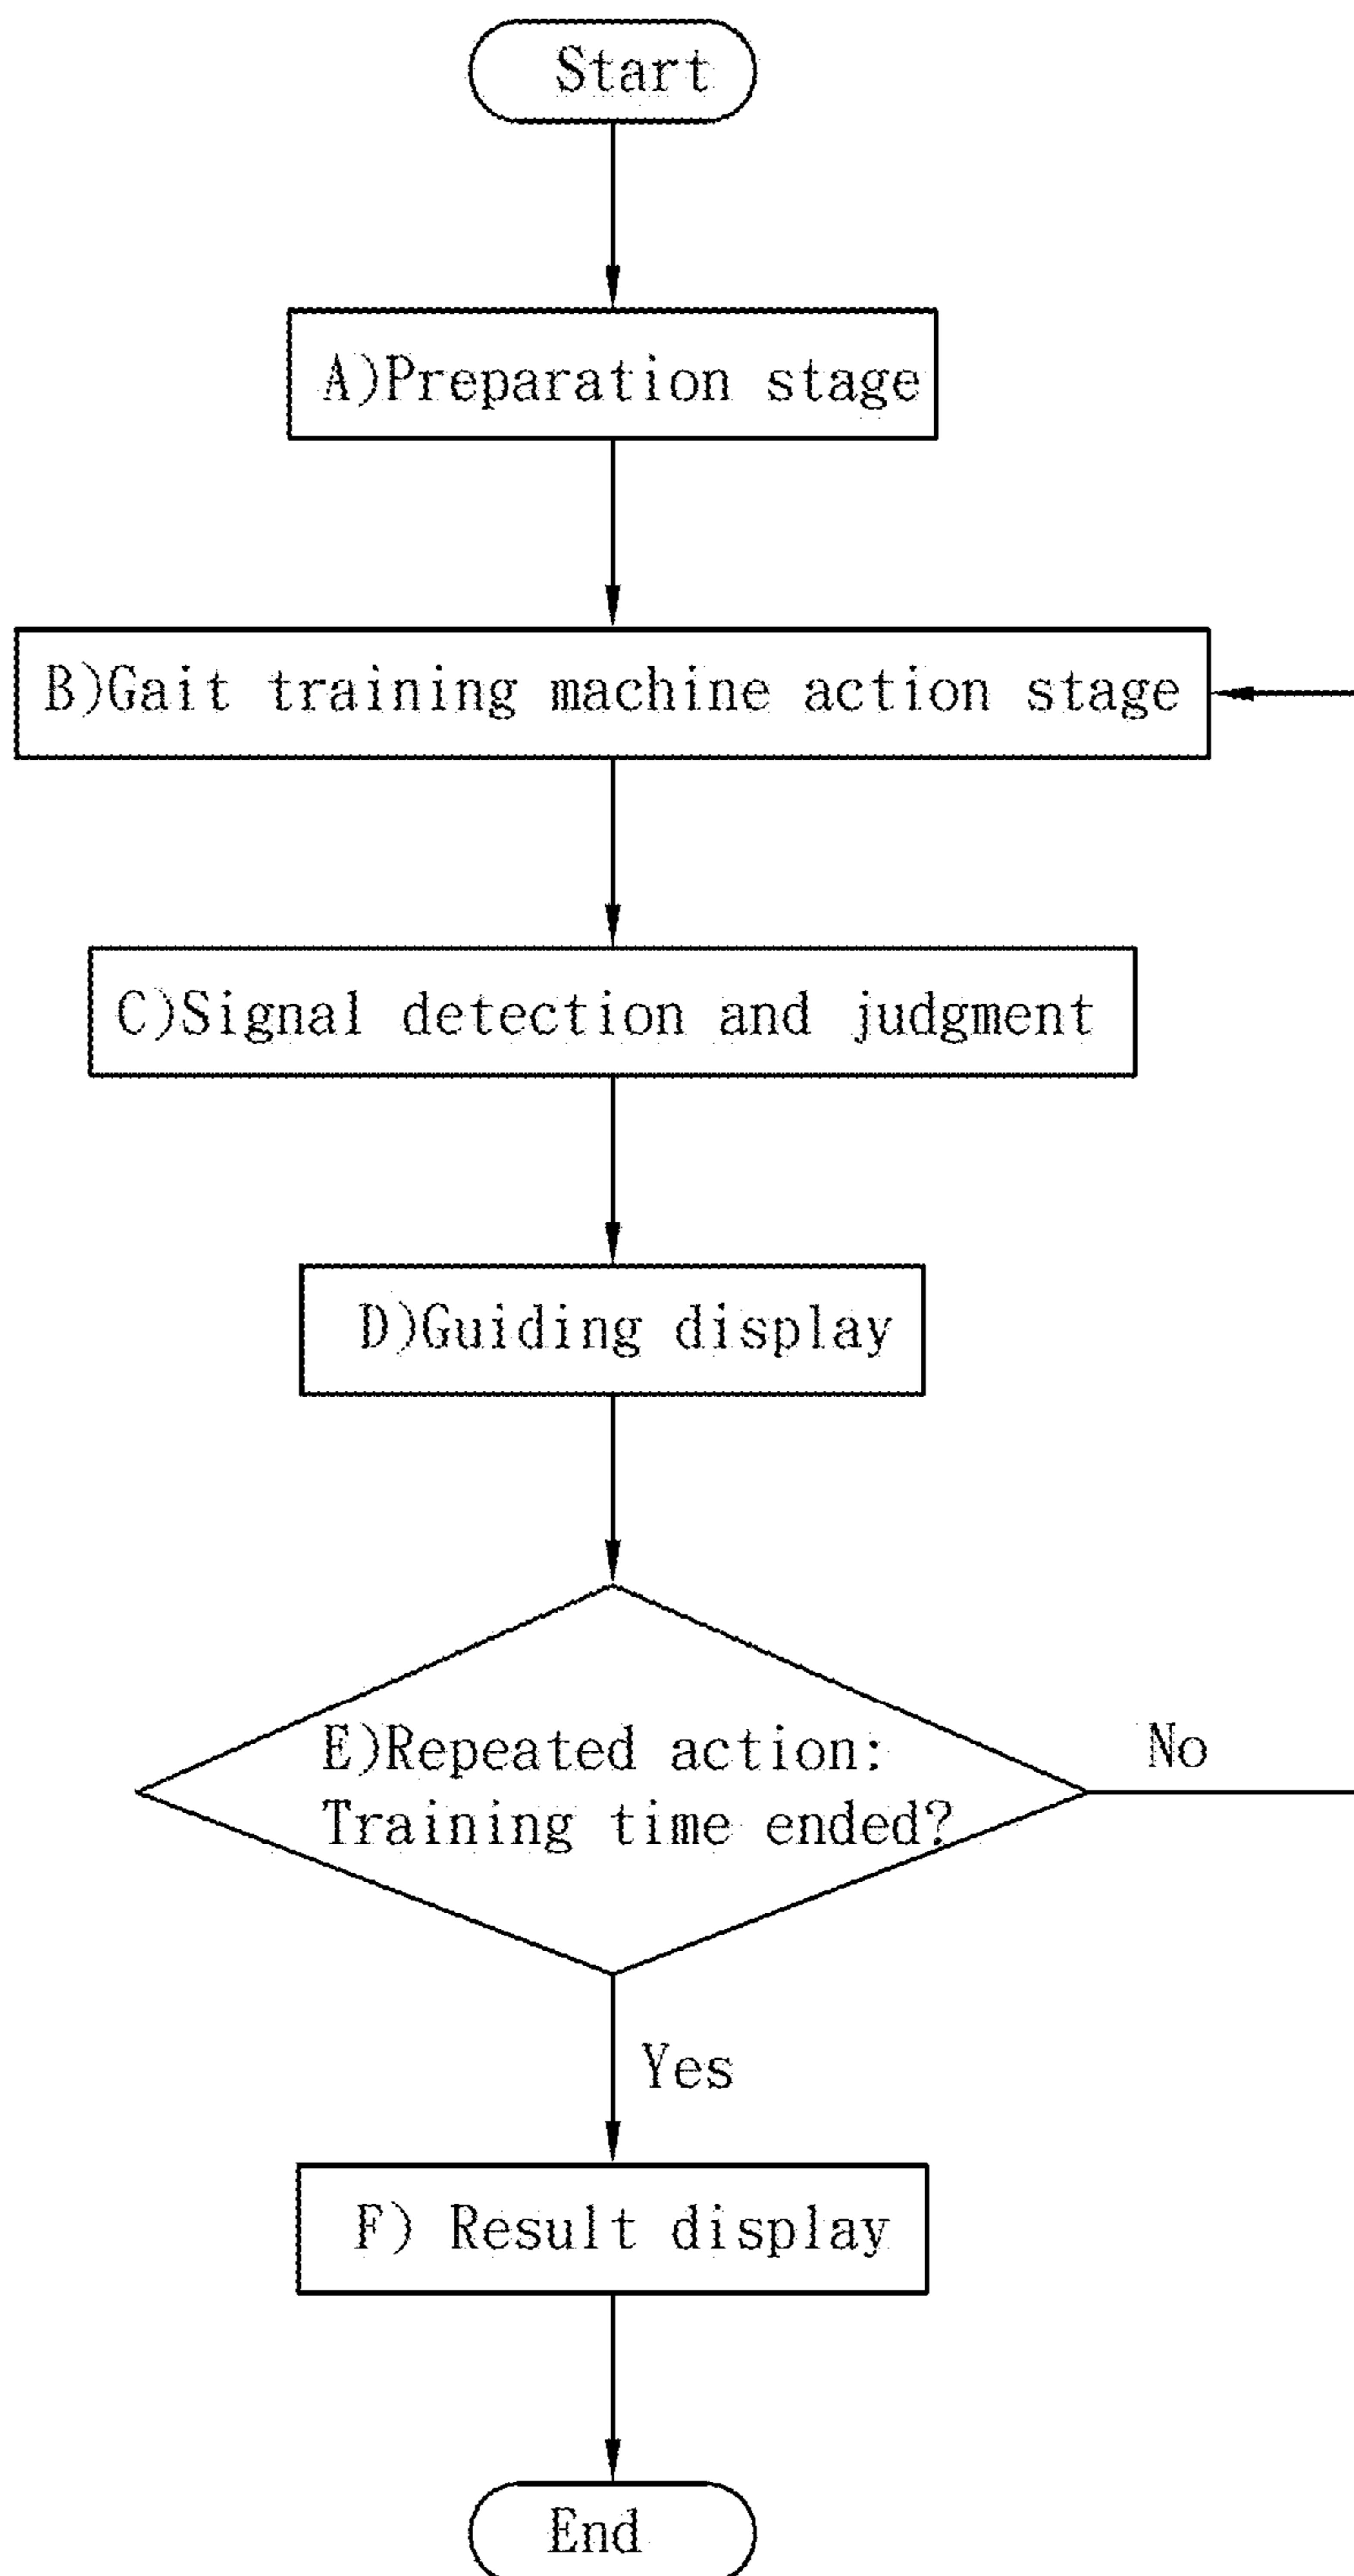 Start
A)Preparation stage
B)Gait training machine action stage
C)Signal detection and judgment
D)Guiding display
E)Repeated action:
Training time ended?
No
Yes
F) Result display
End